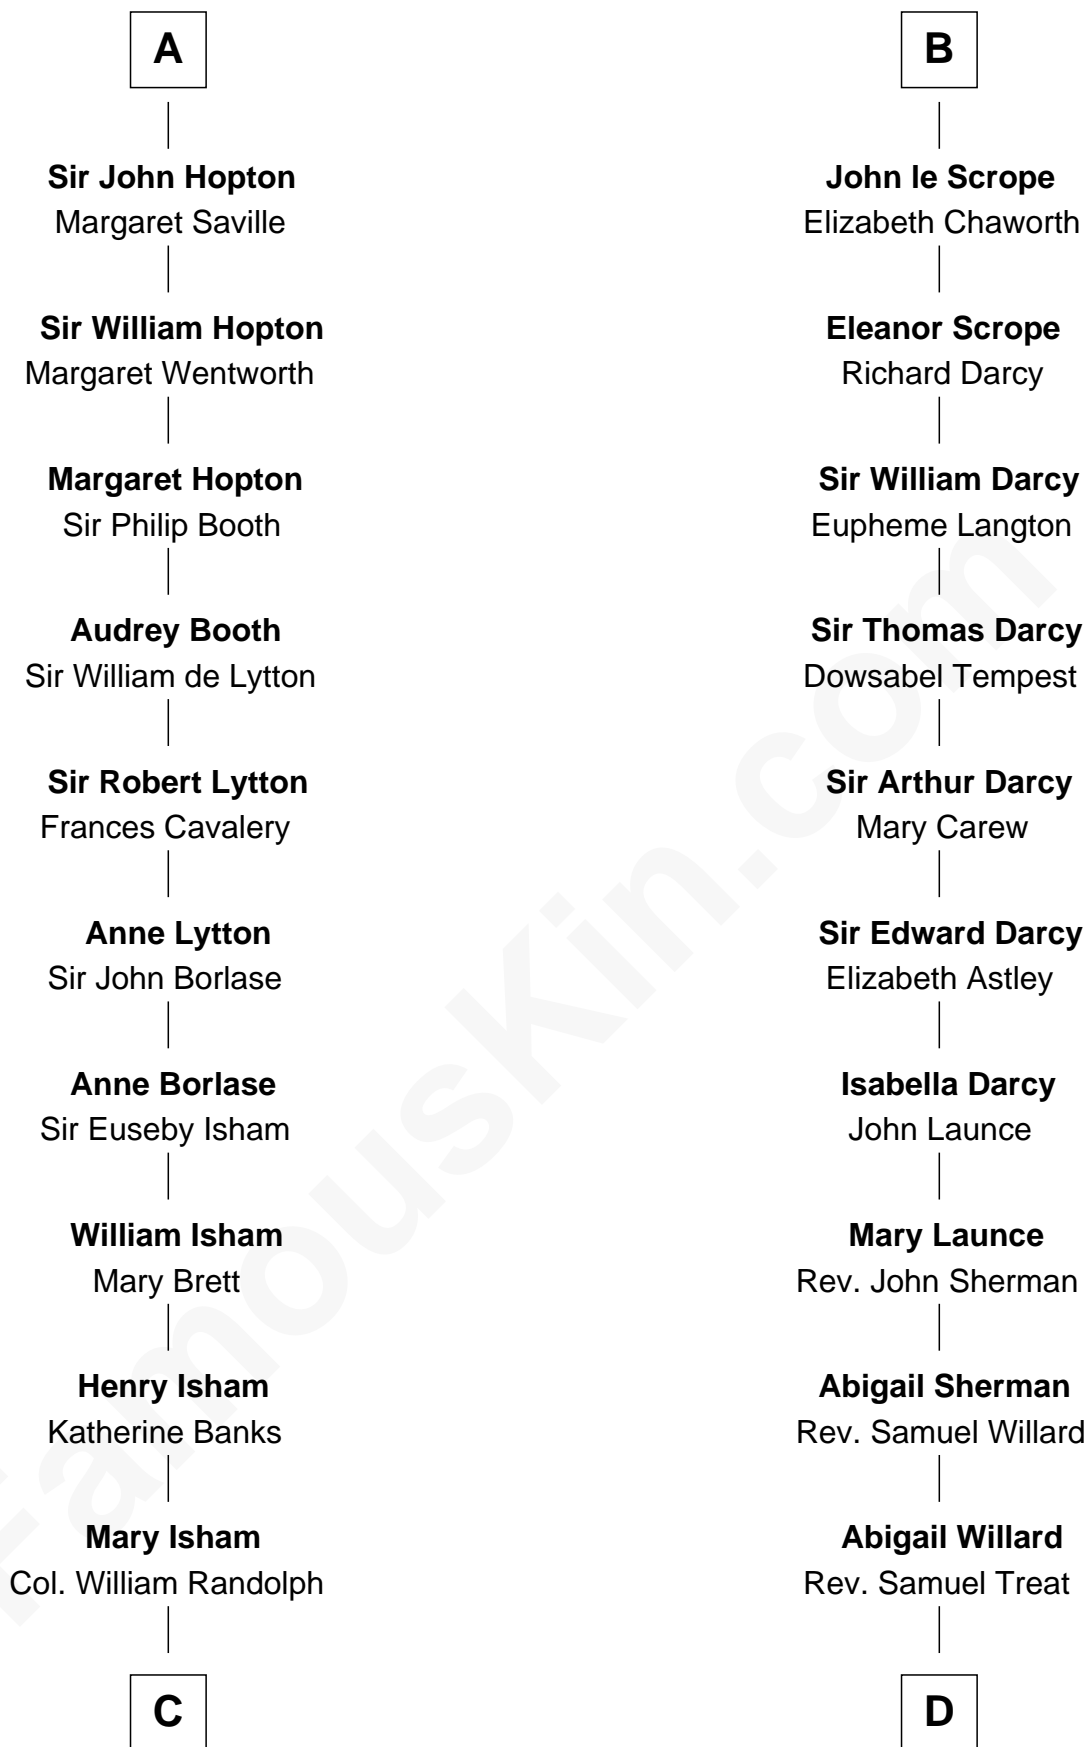 A
Sir John Hopton
Margaret Saville
Sir William Hopton
Margaret Wentworth
Margaret Hopton
Sir Philip Booth
Audrey Booth
Sir William de Lytton
Sir Robert Lytton
Frances Cavalery
Anne Lytton
Sir John Borlase
Anne Borlase
Sir Euseby Isham
William Isham
Mary Brett
Henry Isham
Katherine Banks
Mary Isham
Col. William Randolph
C
B
John le Scrope
Elizabeth Chaworth
Eleanor Scrope
Richard Darcy
Sir William Darcy
Eupheme Langton
Sir Thomas Darcy
Dowsabel Tempest
Sir Arthur Darcy
Mary Carew
Sir Edward Darcy
Elizabeth Astley
Isabella Darcy
John Launce
Mary Launce
Rev. John Sherman
Abigail Sherman
Rev. Samuel Willard
Abigail Willard
Rev. Samuel Treat
D
FamousKin.com